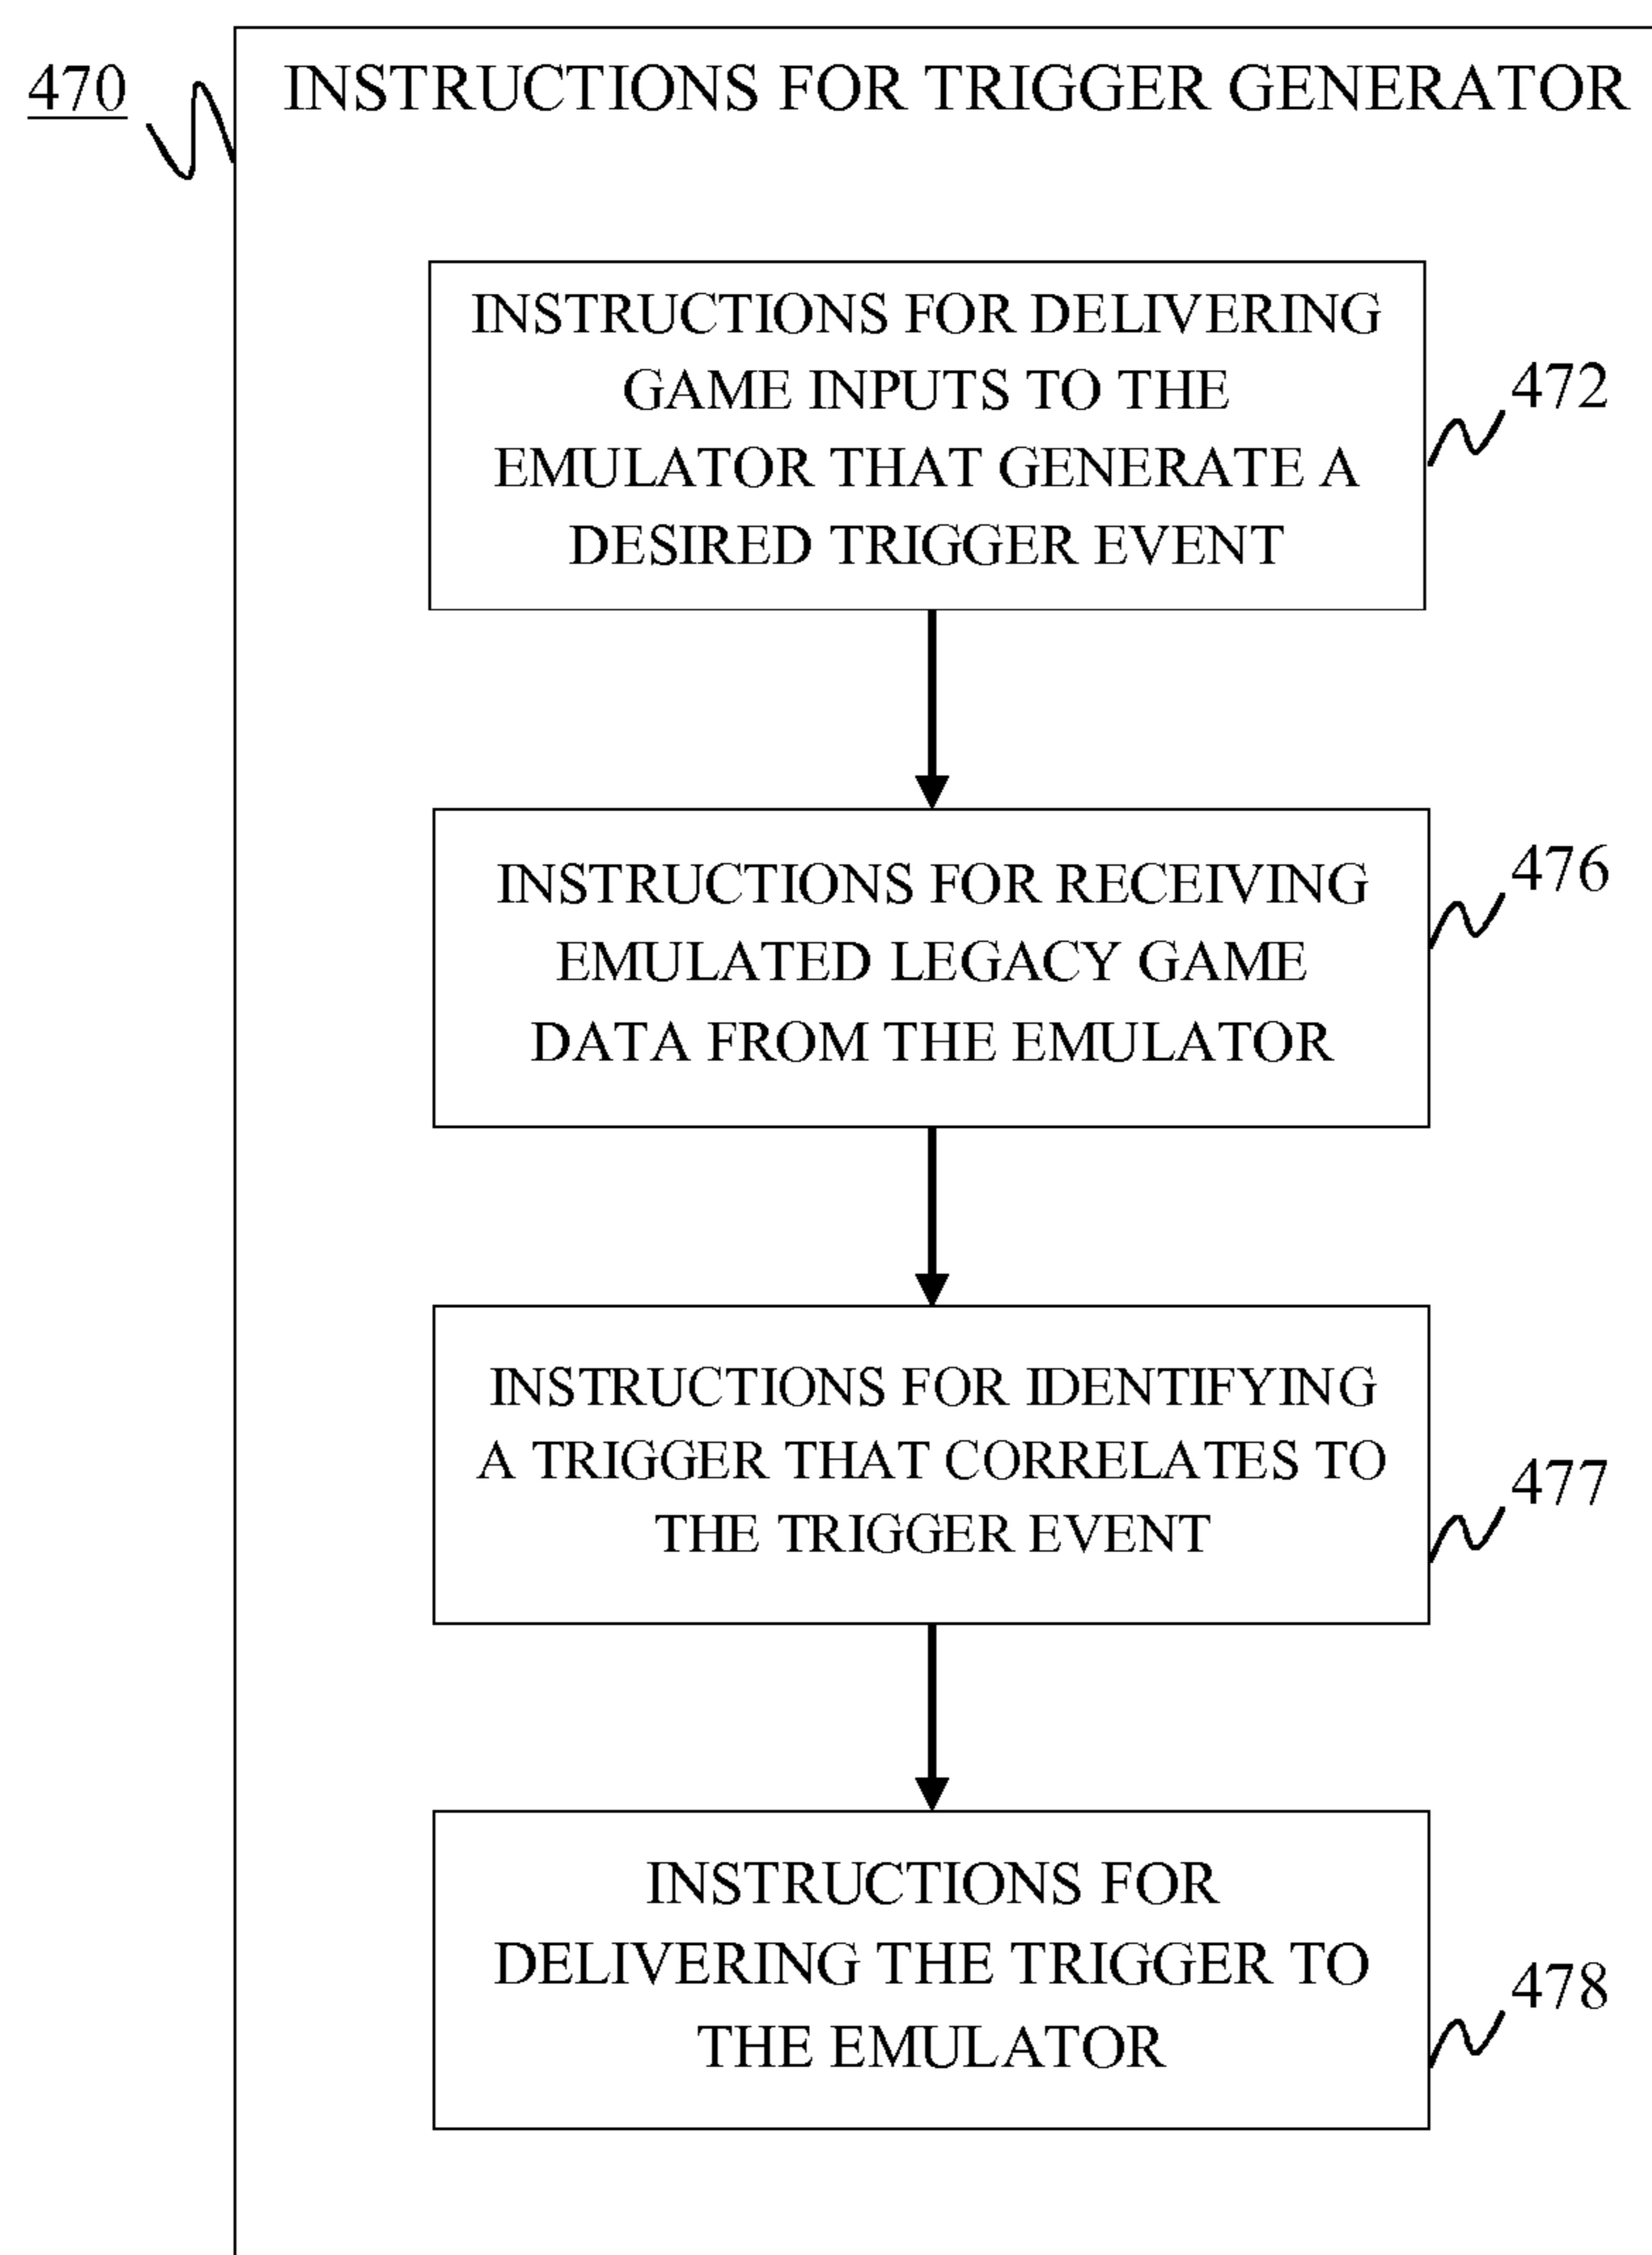 470
INSTRUCTIONS FOR TRIGGER GENERATOR
INSTRUCTIONS FOR DELIVERING
GAME INPUTS TO THE
EMULATOR THAT GENERATE A
DESIRED TRIGGER EVENT
472
INSTRUCTIONS FOR RECEIVING
EMULATED LEGACY GAME
DATA FROM THE EMULATOR
476
INSTRUCTIONS FOR IDENTIFYING
A TRIGGER THAT CORRELATES TO
THE TRIGGER EVENT
477
INSTRUCTIONS FOR
DELIVERING THE TRIGGER TO
THE EMULATOR
478